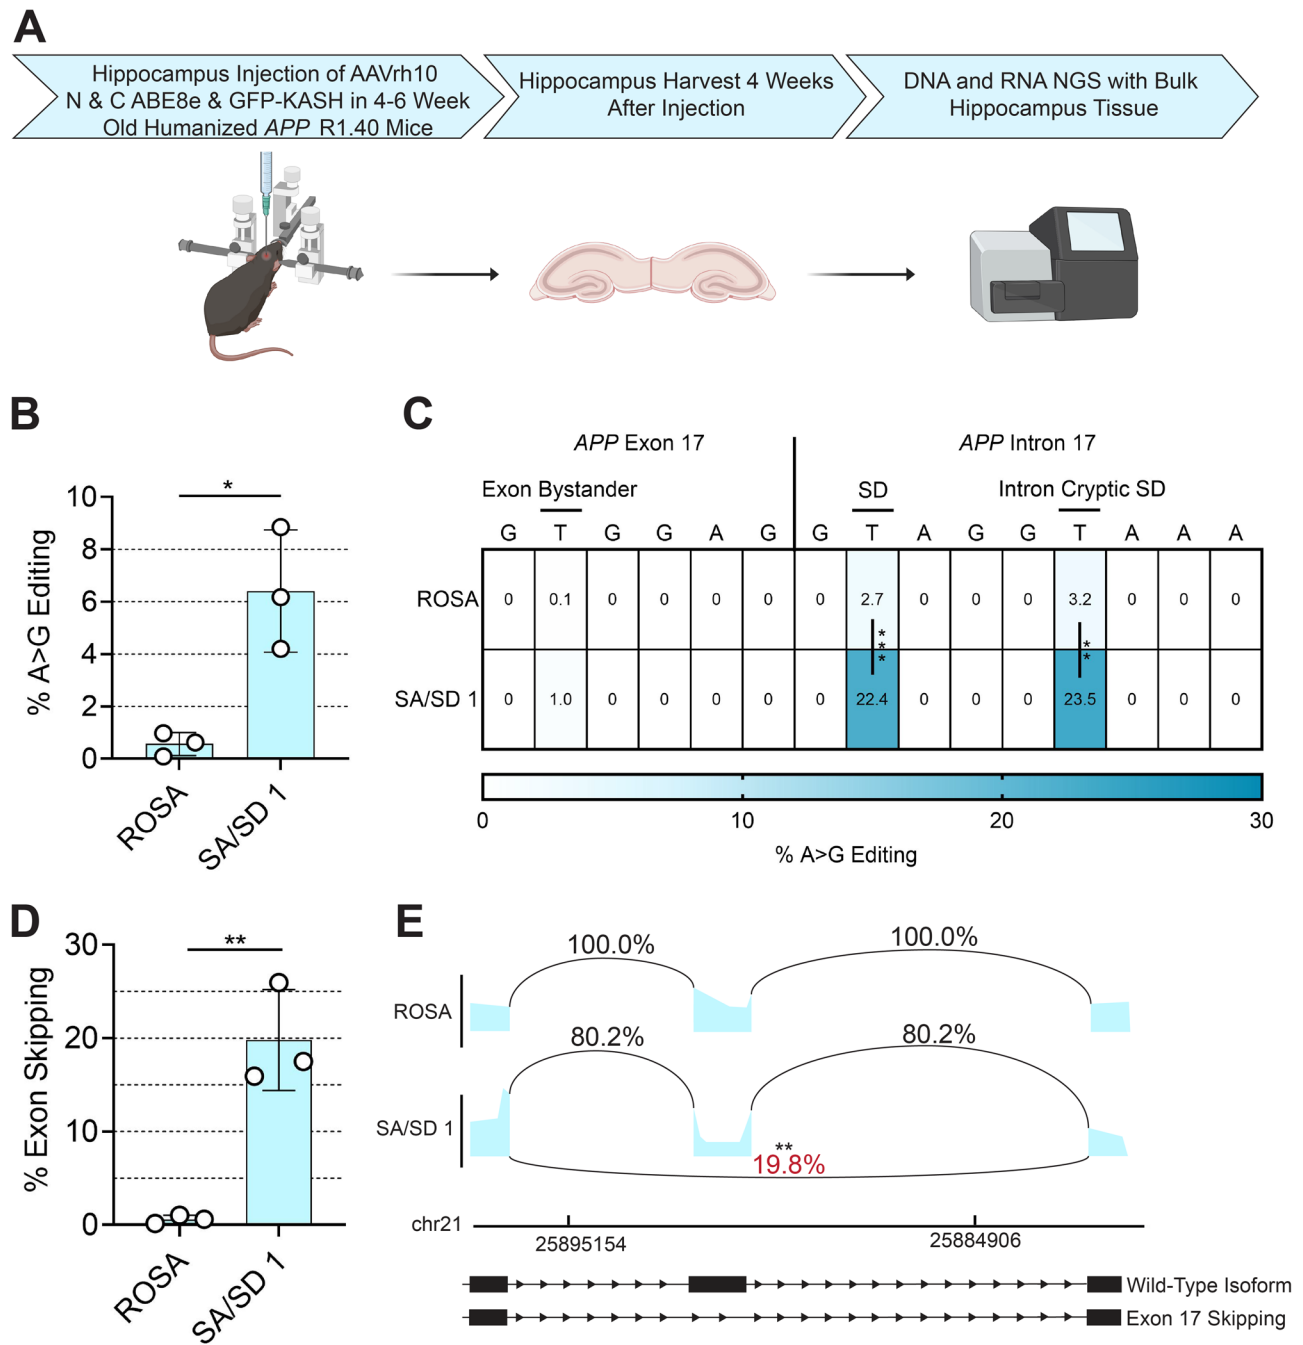 A
Hippocampus Injection of AAVrh10
N & C ABE8e & GFP-KASH in 4-6 Week
Old Humanized APP R1.40 Mice
Hippocampus Harvest 4 Weeks
After Injection
DNA and RNA NGS with Bulk
Hippocampus Tissue
B
% A>G Editing
10
8
6
4
2
0
*
ROSA
SA/SD 1
C
APP Exon 17
APP Intron 17
Exon Bystander
SD
Intron Cryptic SD
G T G G A G G T A G G T A A A
ROSA 0 0.1 0 0 0 0 0 2.7 0 0 0 3.2 0 0 0
*** **
SA/SD 1 0 1.0 0 0 0 0 0 22.4 0 0 0 23.5 0 0 0
0 10 20 30
% A>G Editing
D
% Exon Skipping
30
20
10
0
**
ROSA
SA/SD 1
E
100.0% 100.0%
ROSA
80.2% 80.2%
SA/SD 1
**
19.8%
chr21
25895154 25884906
Wild-Type Isoform
Exon 17 Skipping